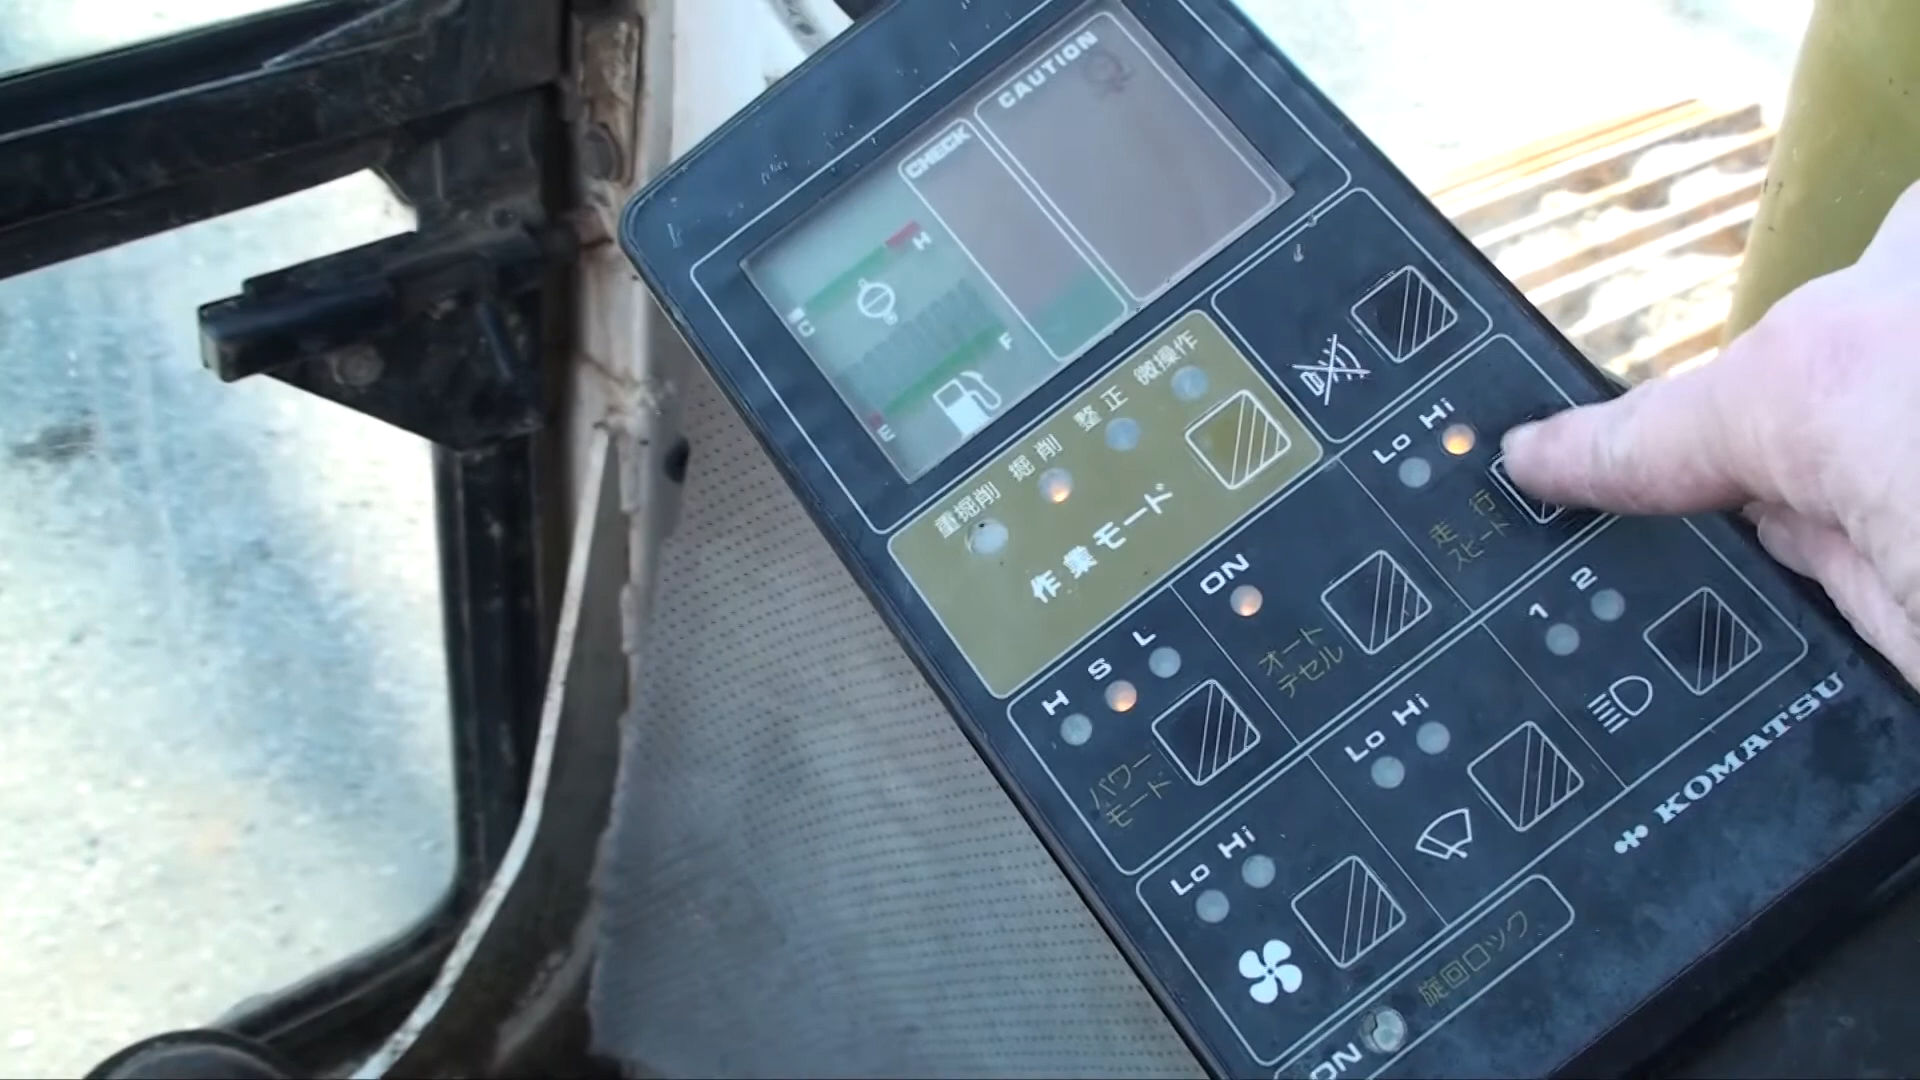 CAUTION
CHECK
H
C
F
E
重掘削 掘削 整正 微操作
作業モード
Lo Hi
走行
スピード
ON
オート
デセル
H S L
パワー
モード
1 2
Lo Hi
Lo Hi
KOMATSU
旋回ロック
ON